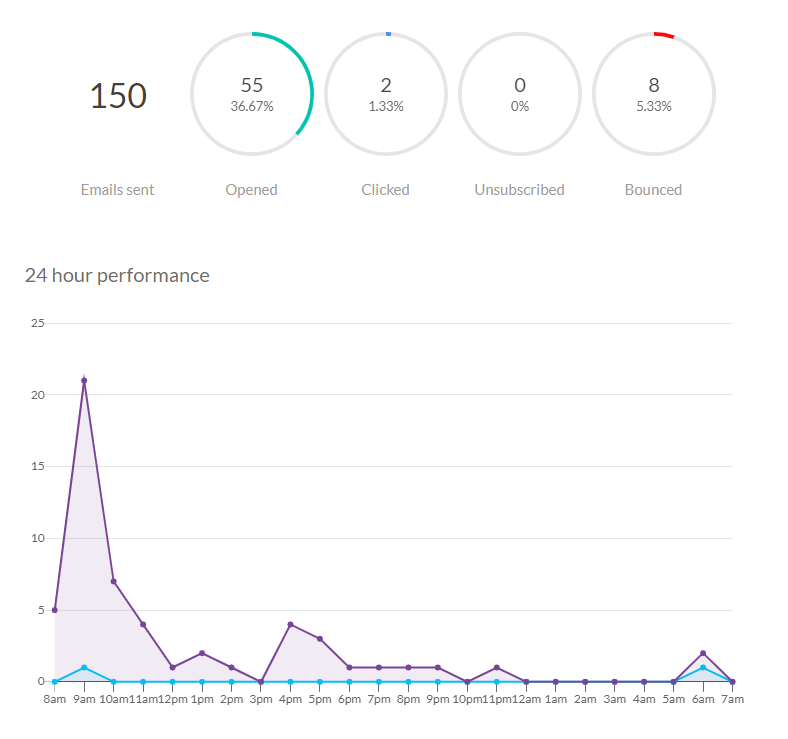 150
55
36.67%
2
1.33%
0
0%
8
5.33%
Emails sent
Opened
Clicked
Unsubscribed
Bounced
24 hour performance
25
20
15
10
5
0
8am 9am 10am 11am 12pm 1pm 2pm 3pm 4pm 5pm 6pm 7pm 8pm 9pm 10pm 11pm 12am 1am 2am 3am 4am 5am 6am 7am